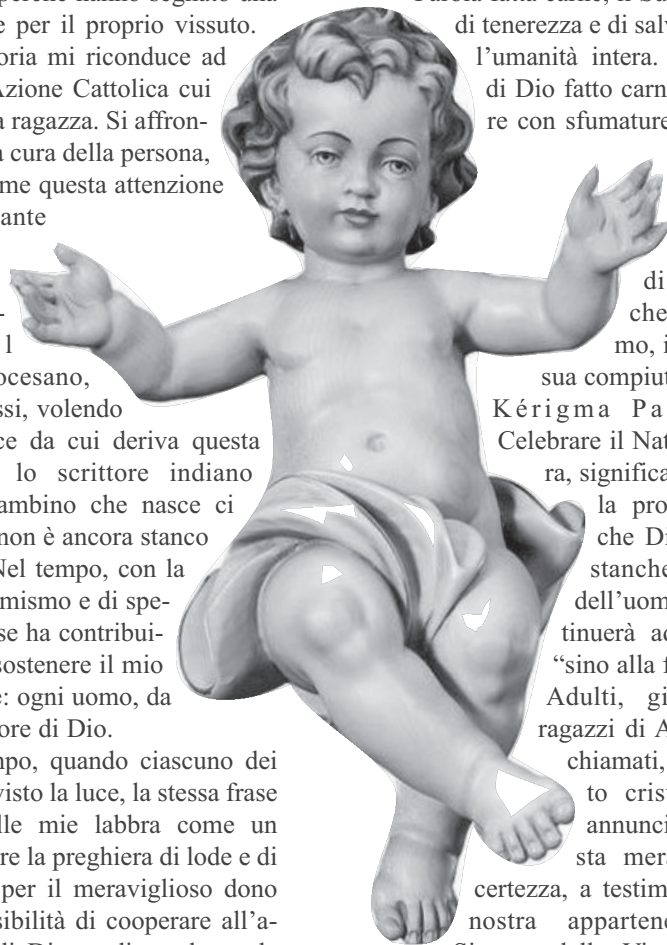 e per il proprio vissuto.
oria mi riconduce ad
Azione Cattolica cui
a ragazza. Si affron-
a cura della persona,
me questa attenzione
ante
-
l
ocesano,
ssi, volendo
ce da cui deriva questa
lo scrittore indiano
ambino che nasce ci
non è ancora stanco
Nel tempo, con la
mismo e di spe-
se ha contribui-
sostenere il mio
e: ogni uomo, da
ore di Dio.
mpo, quando ciascuno dei
visto la luce, la stessa frase
lle mie labbra come un
re la preghiera di lode e di
per il meraviglioso dono
sibilità di cooperare all’a-
di tenerezza e di salv
l’umanità intera.
di Dio fatto carn
re con sfumature
di
che
mo, i
sua compiut
Kérigma Pa
Celebrare il Nat
ra, significa
la pro
che Di
stanche
dell’uom
tinuerà ad
“sino alla f
Adulti, gi
ragazzi di A
chiamati,
to crist
annunci
sta mera
certezza, a testim
nostra appartene